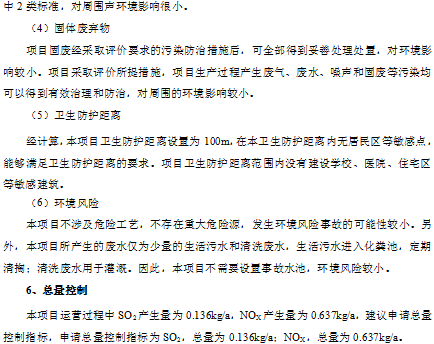 中 2 类标准，对周围声环境影响很小。
（4）固体废弃物
项目固废经采取评价要求的污染防治措施后，可全部得到妥善处理处置，对环境影
响较小。项目采取评价所提措施，项目生产过程产生废气、废水、噪声和固废等污染均
可以得到有效治理和防治，对周围的环境影响较小。
（5）卫生防护距离
经计算，本项目卫生防护距离设置为 100m，在本卫生防护距离内无居民区等敏感点，
能够满足卫生防护距离的要求。项目卫生防护距离范围内没有建设学校、医院、住宅区
等敏感建筑。
（6）环境风险
本项目不涉及危险工艺，不存在重大危险源，发生环境风险事故的可能性较小。另
外，本项目所产生的废水仅为少量的生活污水和清洗废水，生活污水进入化粪池，定期
清掏；清洗废水用于灌溉。因此，本项目不需要设置事故水池，环境风险较小。
6、总量控制
本项目运营过程中 SO₂ 产生量为 0.136kg/a，NOX 产生量为 0.637kg/a，建议申请总量
控制指标，申请总量控制指标为 SO₂，总量为 0.136kg/a；NOX，总量为 0.637kg/a。